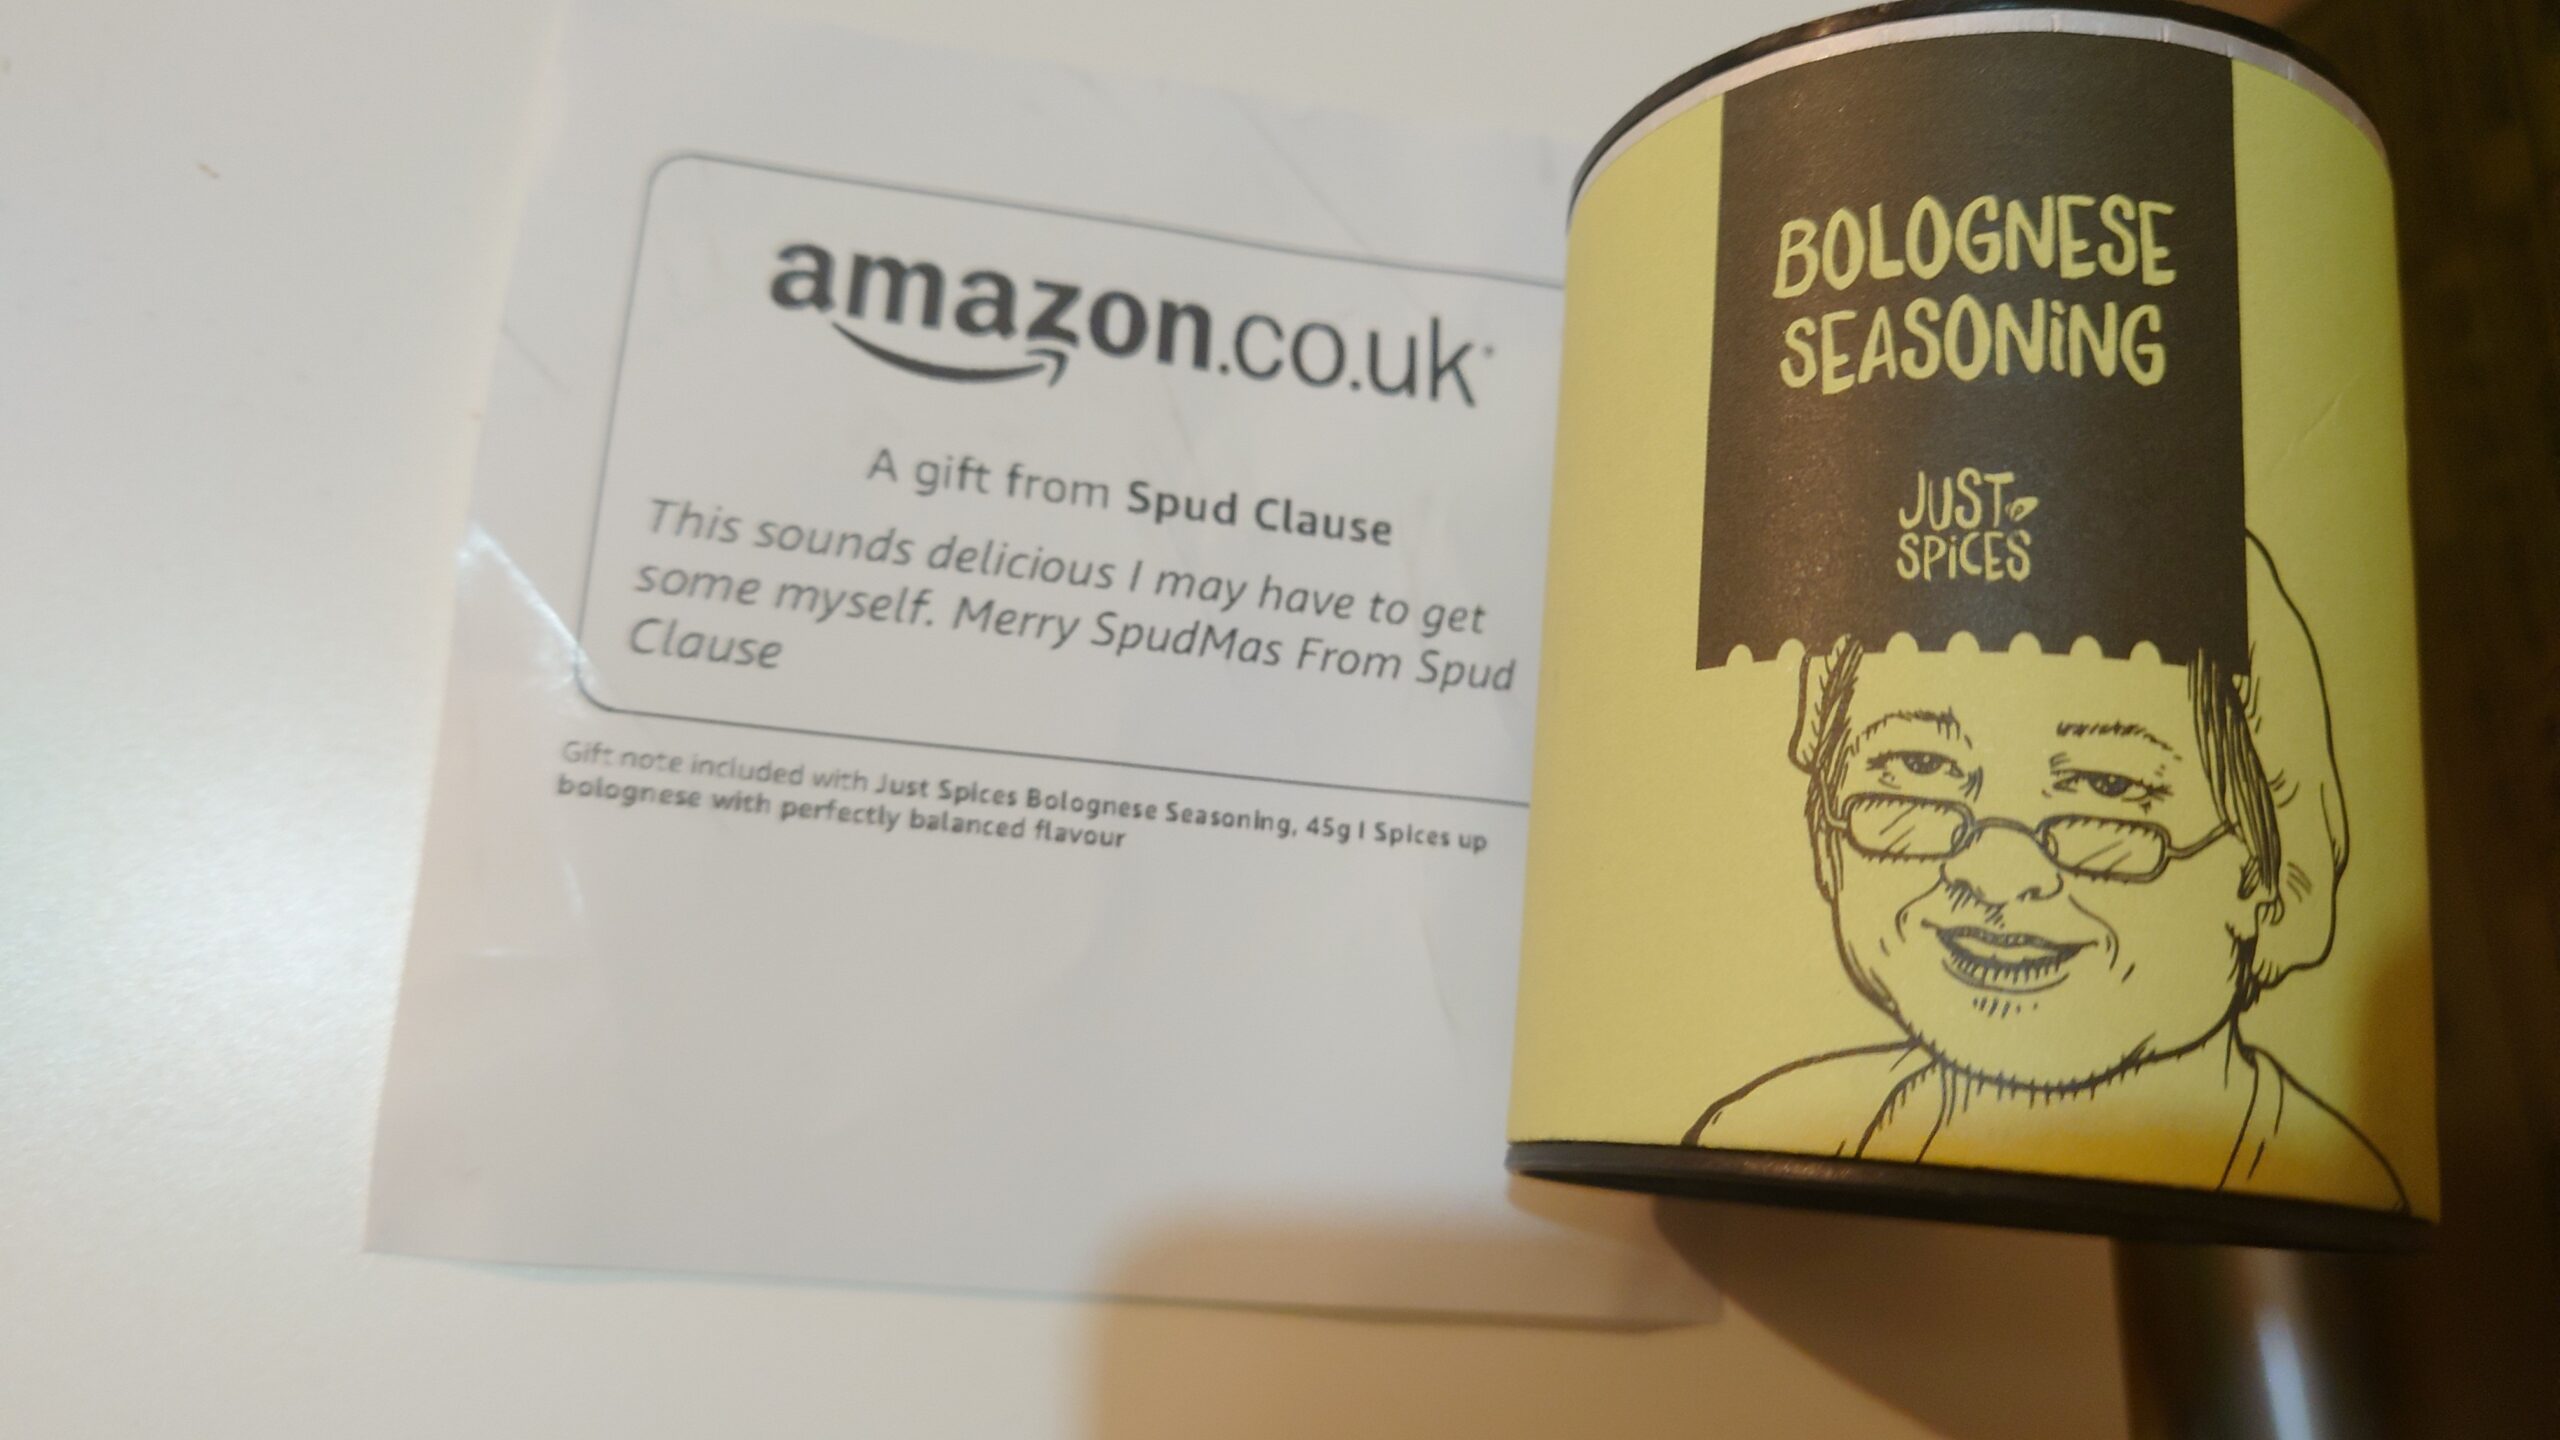 amazon.co.uk
A gift from Spud Clause
This sounds delicious I may have to get
some myself. Merry SpudMas From Spud
Clause
Gift note included with Just Spices Bolognese Seasoning, 45g I Spices up
bolognese with perfectly balanced flavour
BOLOGNESE
SEASONiNG
JUST
SPiCES